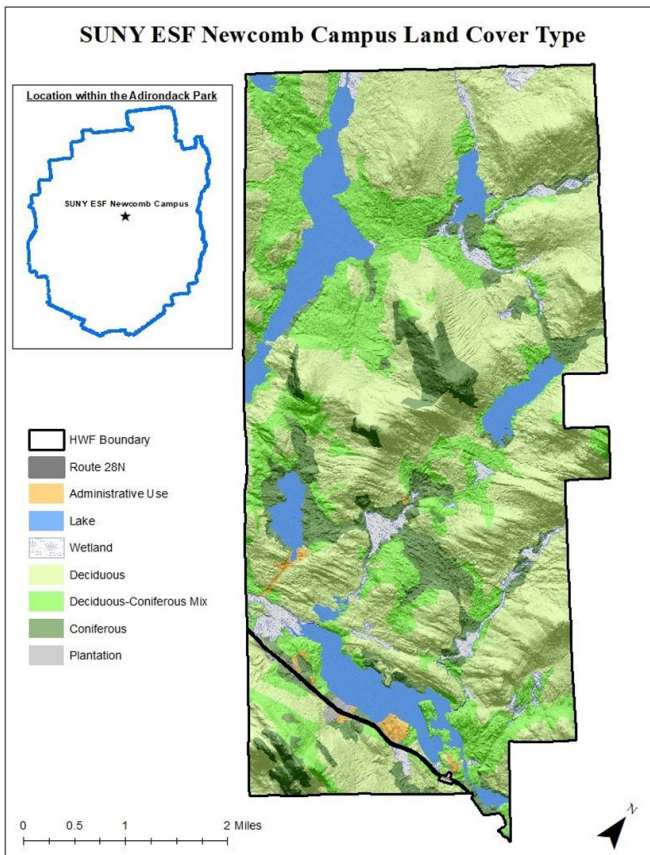 SUNY ESF Newcomb Campus Land Cover Type
Location within the Adirondack Park
SUNY ESF Newcomb Campus
HWF Boundary
Route 28N
Administrative Use
Lake
Wetland
Deciduous
Deciduous-Coniferous Mix
Coniferous
Plantation
0 0.5 1 2 Miles
N